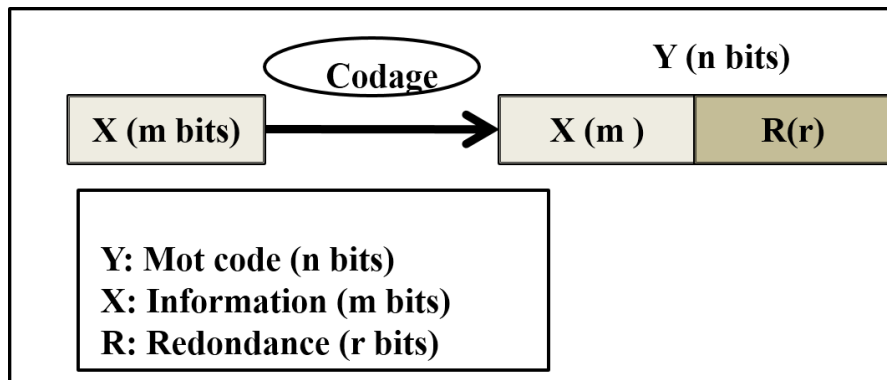 Codage
Y (n bits)
X (m bits)
X (m )
R(r)
Y: Mot code (n bits)
X: Information (m bits)
R: Redondance (r bits)